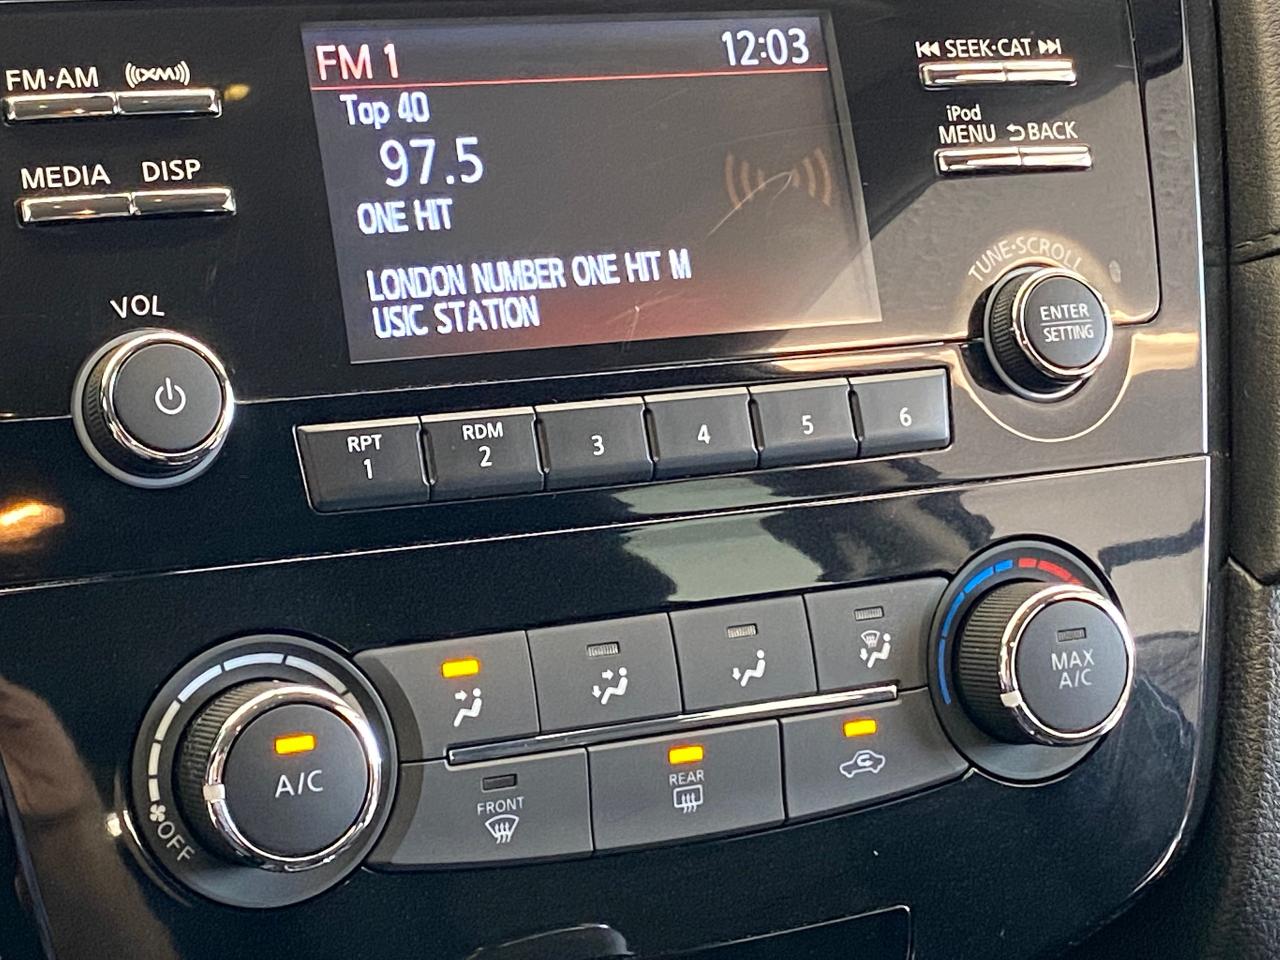 FM·AM
((XM))
MEDIA
DISP
VOL
FM 1 12:03
Top 40
97.5
ONE HIT
LONDON NUMBER ONE HIT M
USIC STATION
SEEK·CAT
iPod
MENU
BACK
TUNE·SCROLL
ENTER
SETTING
RPT
1
RDM
2
3
4
5
6
A/C
OFF
FRONT
REAR
MAX
A/C